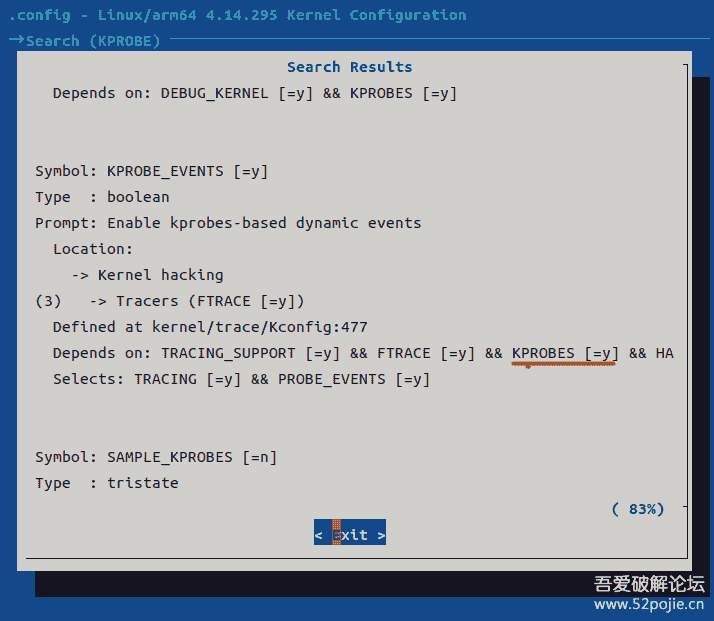 .config - Linux/arm64 4.14.295 Kernel Configuration
→Search (KPROBE)
Search Results
Depends on: DEBUG_KERNEL [=y] && KPROBES [=y]
Symbol: KPROBE_EVENTS [=y]
Type  : boolean
Prompt: Enable kprobes-based dynamic events
Location:
-> Kernel hacking
(3)   -> Tracers (FTRACE [=y])
Defined at kernel/trace/Kconfig:477
Depends on: TRACING_SUPPORT [=y] && FTRACE [=y] && KPROBES [=y] && HA
Selects: TRACING [=y] && PROBE_EVENTS [=y]
Symbol: SAMPLE_KPROBES [=n]
Type  : tristate
( 83%)
< Exit >
吾爱破解论坛
www.52pojie.cn